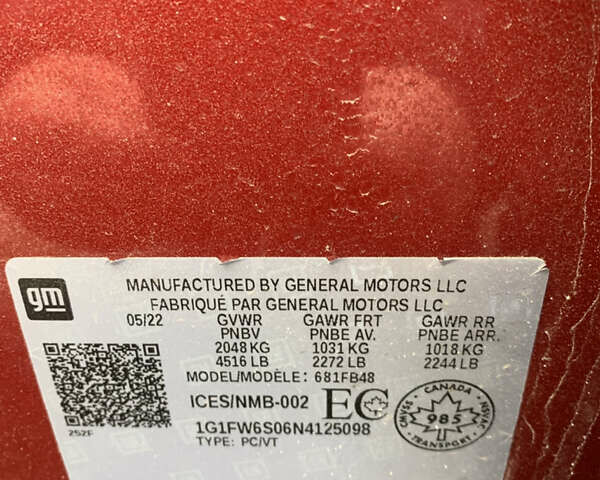 gm
MANUFACTURED BY GENERAL MOTORS LLC
FABRIQUÉ PAR GENERAL MOTORS LLC
05/22 GVWR GAWR FRT GAWR RR
PNBV PNBE AV. PNBE ARR.
2048 KG 1031 KG 1018 KG
4516 LB 2272 LB 2244 LB
MODEL/MODÈLE: 681FB48
ICES/NMB-002 EC
1G1FW6S06N4125098
TYPE: PC/VT
252F
CANADA
985
TRANSPORT